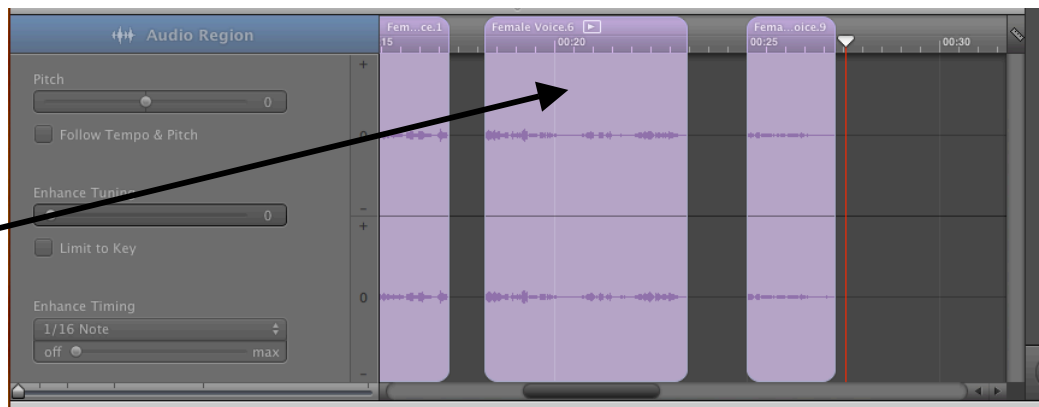 Audio Region
Pitch
0
Follow Tempo & Pitch
Enhance Tuning
0
Limit to Key
Enhance Timing
1/16 Note
off max
Fem...ce.1 Female Voice.6 Fema...oice.9
15 00:20 00:25 00:30
+
0
−
+
0
−